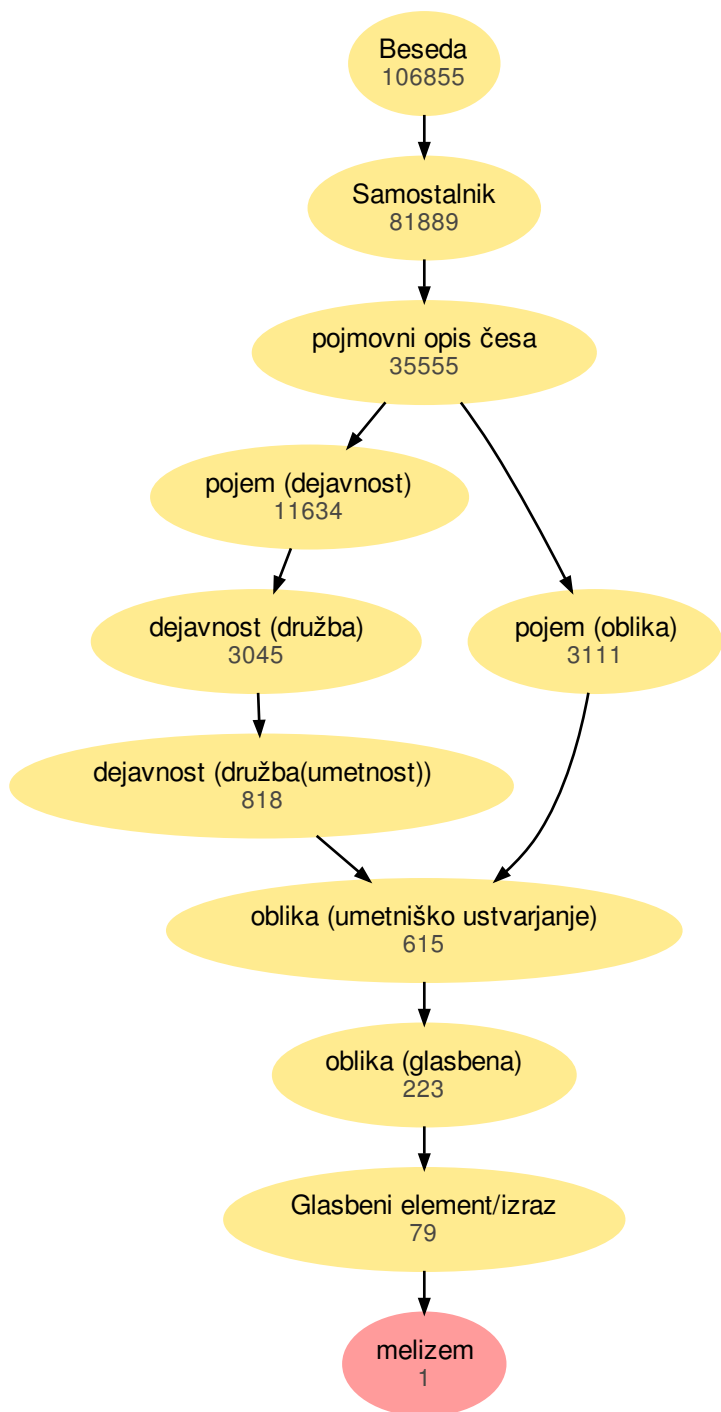 Beseda
106855
Samostalnik
81889
pojmovni opis česa
35555
pojem (dejavnost)
11634
dejavnost (družba)
3045
pojem (oblika)
3111
dejavnost (družba(umetnost))
818
oblika (umetniško ustvarjanje)
615
oblika (glasbena)
223
Glasbeni element/izraz
79
melizem
1